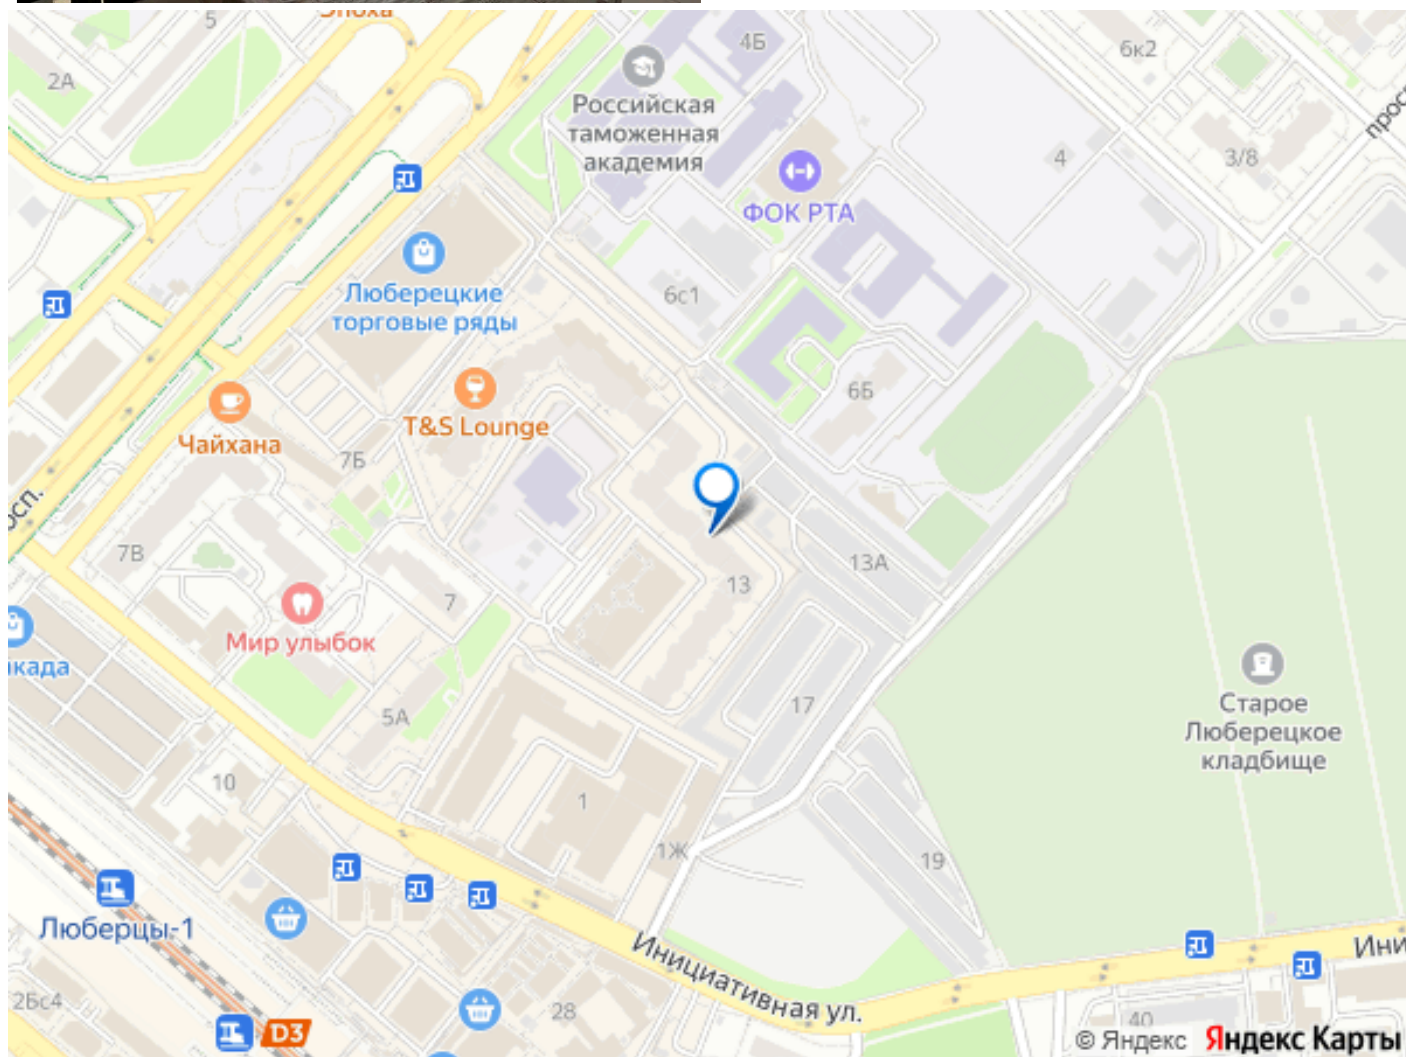 Эпоха
5
4Б
6к2
2А
Российская
таможенная
академия
4
3/8
ФОК РТА
6с1
Люберецкие
торговые ряды
6Б
T&S Lounge
Чайхана
7Б
7В
13А
13
7
Мир улыбок
Старое
Люберецкое
кладбище
17
5А
10
1
1Ж
19
Люберцы-1
Инициативная ул.
2Бс4
D3
28
40
© Яндекс
Яндекс Карты